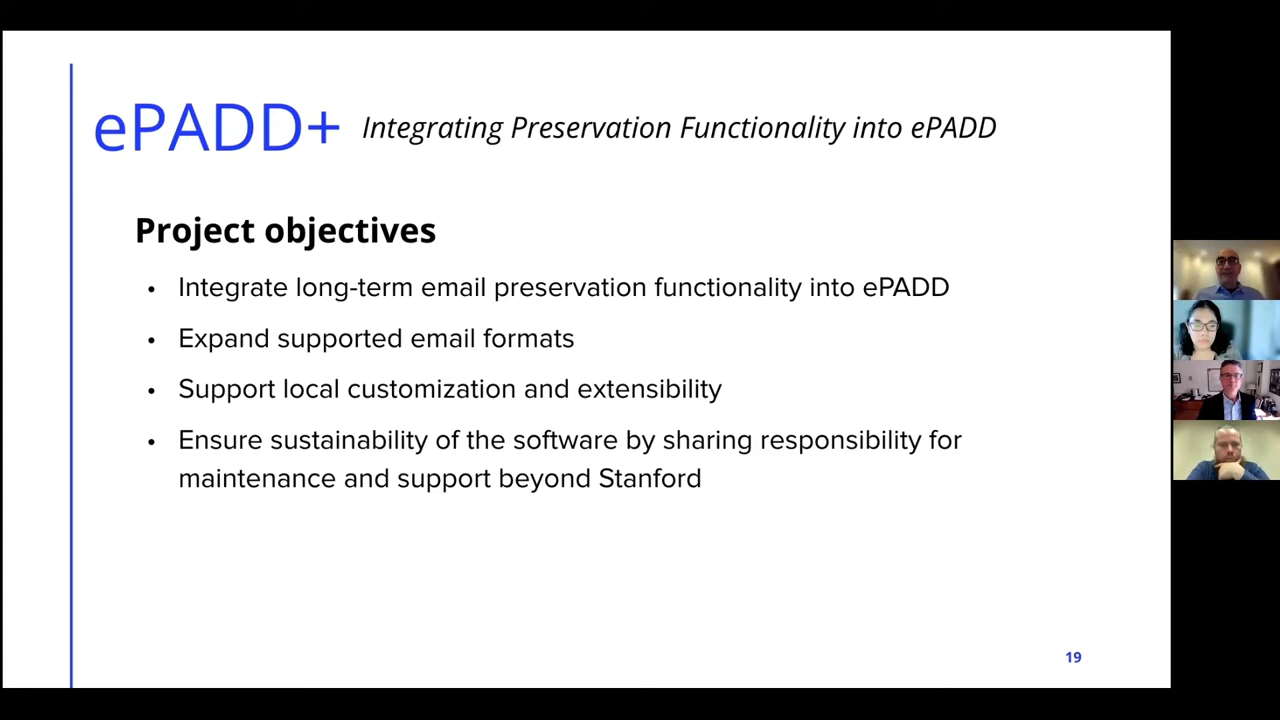 ePADD+ Integrating Preservation Functionality into ePADD
Project objectives
• Integrate long-term email preservation functionality into ePADD
• Expand supported email formats
• Support local customization and extensibility
• Ensure sustainability of the software by sharing responsibility for
maintenance and support beyond Stanford
19